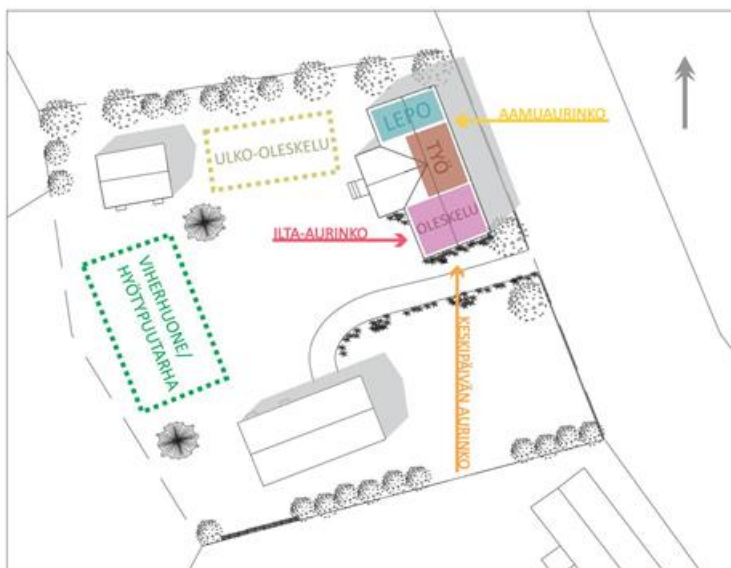 LEPO
AAMUAURINKO
ULKO-OLESKELU
TYÖ
OLESKELU
ILTA-AURINKO
VIHERHUONE/
HYÖTYPUUTARHA
KESKIPÄIVÄN AURINKO